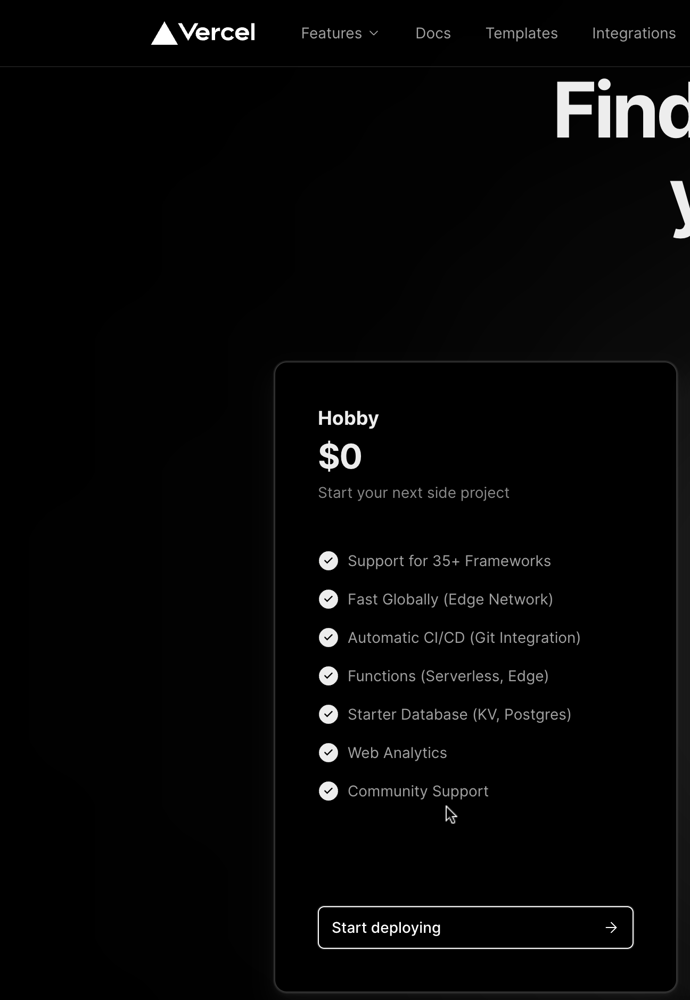 Vercel Features Docs Templates Integrations
Find
y
Hobby
$0
Start your next side project
Support for 35+ Frameworks
Fast Globally (Edge Network)
Automatic CI/CD (Git Integration)
Functions (Serverless, Edge)
Starter Database (KV, Postgres)
Web Analytics
Community Support
Start deploying